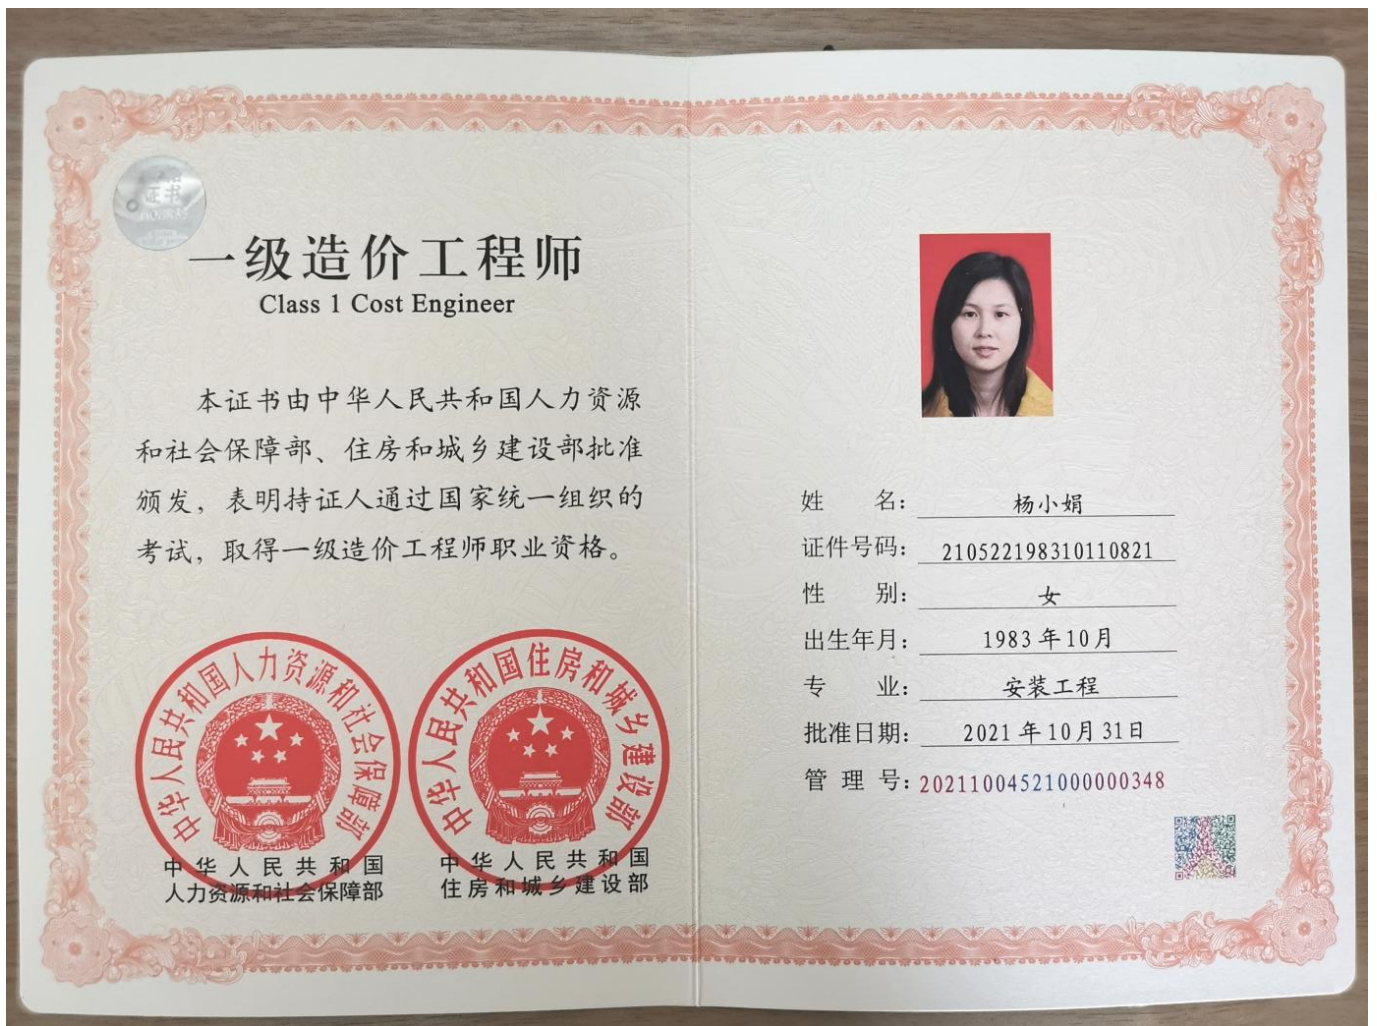 证书
一级造价工程师
Class 1 Cost Engineer
本证书由中华人民共和国人力资源
和社会保障部、住房和城乡建设部批准
颁发，表明持证人通过国家统一组织的
考试，取得一级造价工程师职业资格。
中华人民共和国人力资源和社会保障部
中华人民共和国
人力资源和社会保障部
中华人民共和国住房和城乡建设部
中华人民共和国
住房和城乡建设部
姓名：杨小娟
证件号码：210522198310110821
性别：女
出生年月：1983年10月
专业：安装工程
批准日期：2021年10月31日
管理号：20211004521000000348